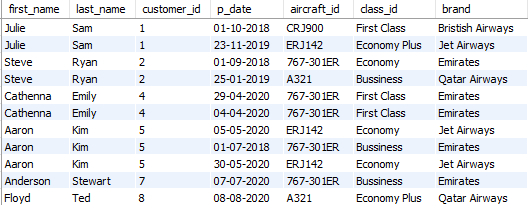 first_name last_name customer_id p_date aircraft_id class_id brand
Julie Sam 1 01-10-2018 CRJ900 First Class Bristish Airways
Julie Sam 1 23-11-2019 ERJ142 Economy Plus Jet Airways
Steve Ryan 2 01-09-2018 767-301ER Economy Emirates
Steve Ryan 2 25-01-2019 A321 Bussiness Qatar Airways
Cathenna Emily 4 29-04-2020 767-301ER First Class Emirates
Cathenna Emily 4 04-04-2020 767-301ER First Class Emirates
Aaron Kim 5 05-05-2020 ERJ142 Economy Jet Airways
Aaron Kim 5 01-07-2018 767-301ER Bussiness Emirates
Aaron Kim 5 30-05-2020 ERJ142 Economy Jet Airways
Anderson Stewart 7 07-07-2020 767-301ER Bussiness Emirates
Floyd Ted 8 08-08-2020 A321 Economy Plus Qatar Airways